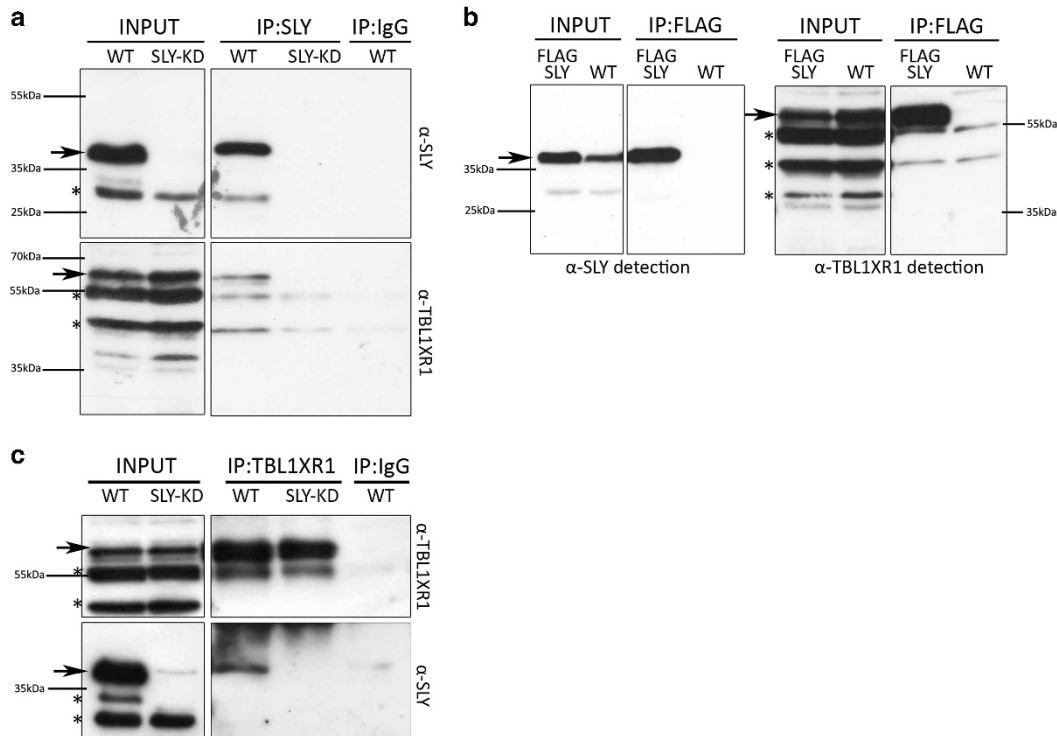 a
INPUT IP:SLY IP:IgG
WT SLY-KD WT SLY-KD WT
55kDa
35kDa
*
25kDa
α-SLY
70kDa
55kDa
*
*
35kDa
α-TBL1XR1
b
INPUT IP:FLAG
FLAG SLY WT FLAG SLY WT
35kDa
25kDa
α-SLY detection
INPUT IP:FLAG
FLAG SLY WT FLAG SLY WT
55kDa
*
*
*
35kDa
α-TBL1XR1 detection
c
INPUT IP:TBL1XR1 IP:IgG
WT SLY-KD WT SLY-KD WT
55kDa
*
*
α-TBL1XR1
35kDa
*
*
α-SLY